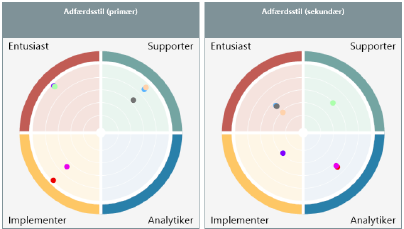 Adfærdsstil (primær)
Entusiast Supporter
Implementer Analytiker
Adfærdsstil (sekundær)
Entusiast Supporter
Implementer Analytiker